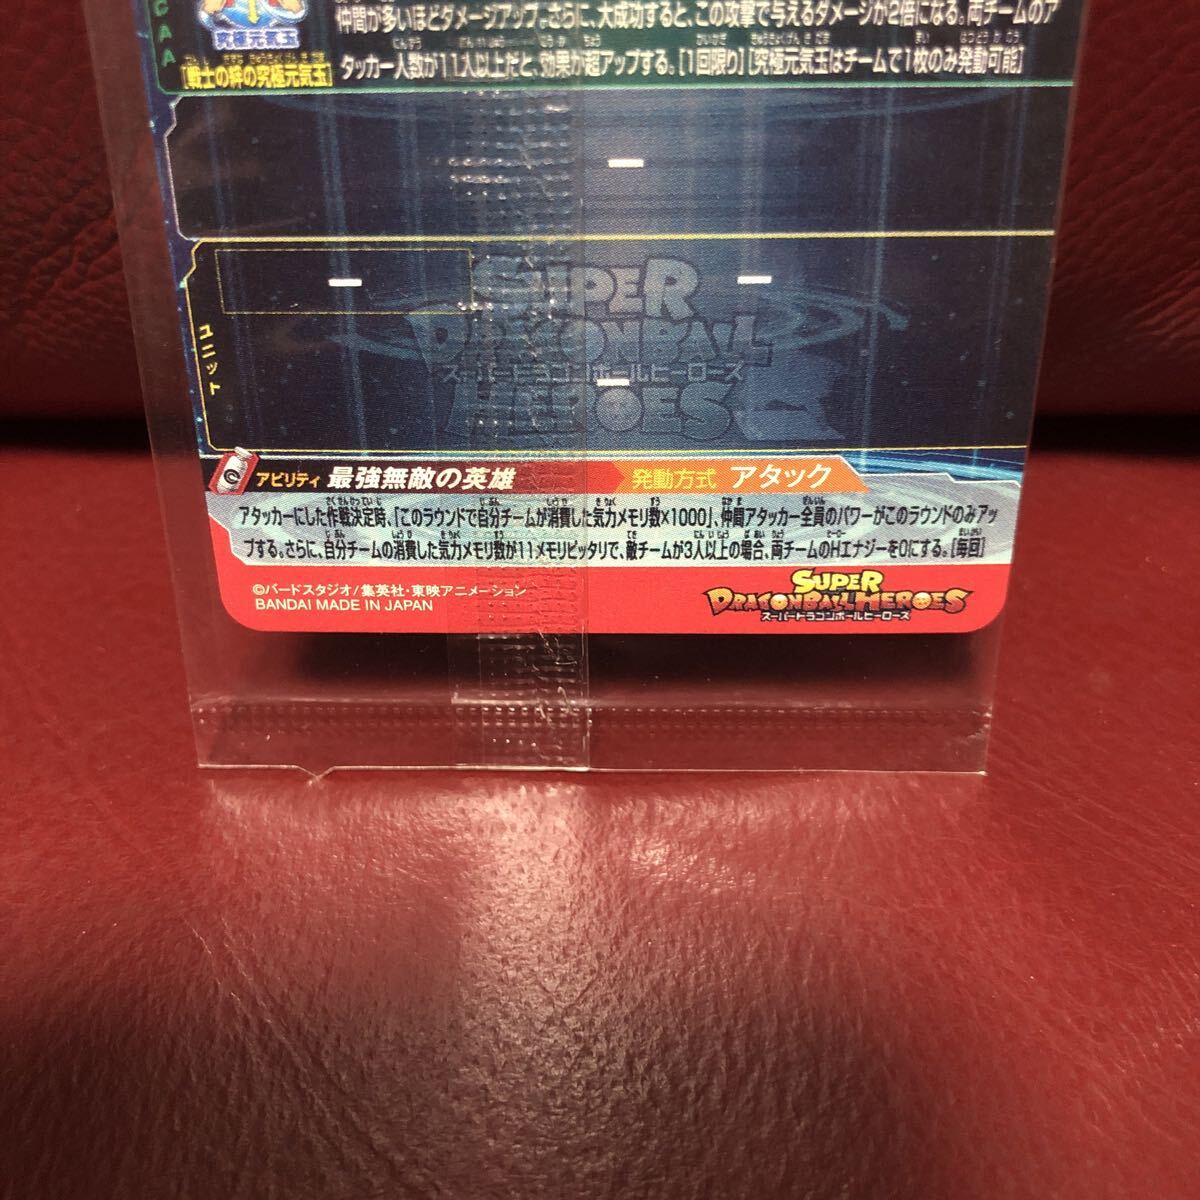 CAA
仲間が多いほどダメージアップ。さらに、大成功すると、この攻撃で与えるダメージが2倍になる。両チームのア
究極元気玉
タッカー人数が11人以上だと、効果が超アップする。[1回限り][究極元気玉はチームで1枚のみ発動可能]
[戦士の絆の究極元気玉]
ユニット
SUPER
DRAGONBALL
スーパードラゴンボールヒーローズ
HEROES
アビリティ 最強無敵の英雄 発動方式 アタック
アタッカーにした作戦決定時、「このラウンドで自分チームが消費した気力メモリ数×1000」、仲間アタッカー全員のパワーがこのラウンドのみアッ
プする。さらに、自分チームの消費した気力メモリ数が11メモリピッタリで、敵チームが3人以上の場合、両チームのHエナジーを0にする。[毎回]
©バードスタジオ/集英社・東映アニメーション
BANDAI MADE IN JAPAN
SUPER
DRAGONBALL HEROES
スーパードラゴンボールヒーローズ